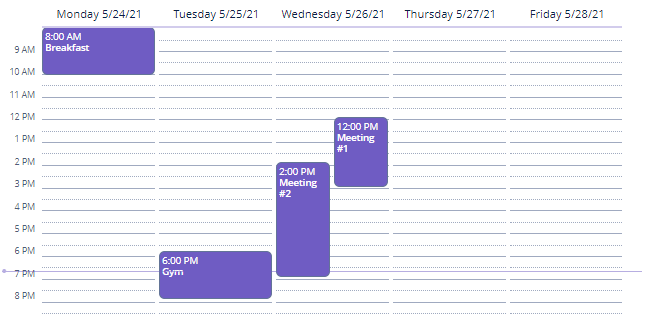 Monday 5/24/21 Tuesday 5/25/21 Wednesday 5/26/21 Thursday 5/27/21 Friday 5/28/21
8:00 AM
Breakfast
9 AM
10 AM
11 AM
12 PM
12:00 PM
Meeting
#1
1 PM
2 PM
2:00 PM
Meeting
#2
3 PM
4 PM
5 PM
6 PM
6:00 PM
Gym
7 PM
8 PM